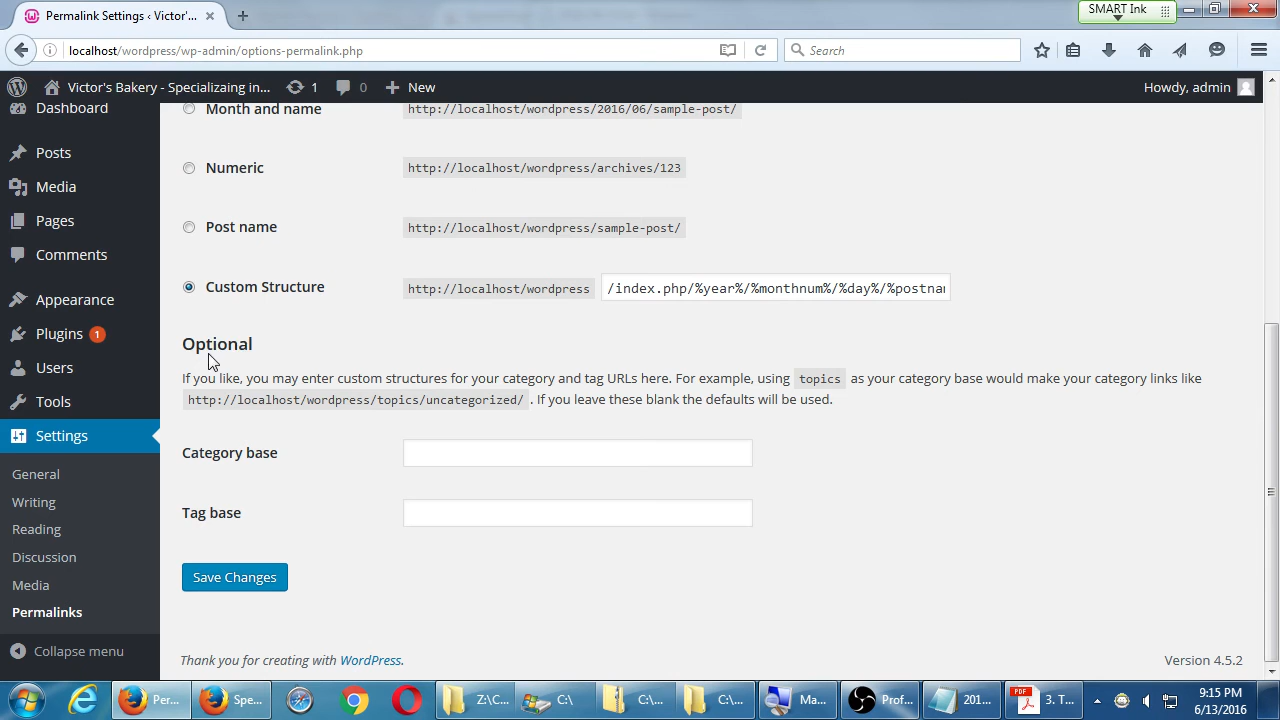 Permalink Settings ‹ Victor's...
SMART Ink
localhost/wordpress/wp-admin/options-permalink.php
Search
Victor's Bakery - Specializaing in...
1
0
New
Howdy, admin
Dashboard
Posts
Media
Pages
Comments
Appearance
Plugins 1
Users
Tools
Settings
General
Writing
Reading
Discussion
Media
Permalinks
Collapse menu
Month and name http://localhost/wordpress/2016/06/sample-post/
Numeric http://localhost/wordpress/archives/123
Post name http://localhost/wordpress/sample-post/
Custom Structure http://localhost/wordpress /index.php/%year%/%monthnum%/%day%/%postnam
Optional
If you like, you may enter custom structures for your category and tag URLs here. For example, using topics as your category base would make your category links like
http://localhost/wordpress/topics/uncategorized/ . If you leave these blank the defaults will be used.
Category base
Tag base
Save Changes
Thank you for creating with WordPress.
Version 4.5.2
Per...
Spe...
Z:\C...
C:\
C:\...
C:\...
Ma...
Prof...
201...
PDF
3. T...
9:15 PM
6/13/2016